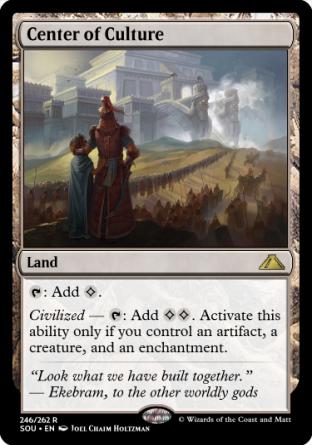 Center of Culture
Land
: Add .
Civilized — : Add . Activate this
ability only if you control an artifact, a
creature, and an enchantment.
“Look what we have built together.”
— Ekebram, to the other worldly gods
246/262 R
SOU • EN Joel Chaim Holtzman
© Wizards of the Coast and Matt